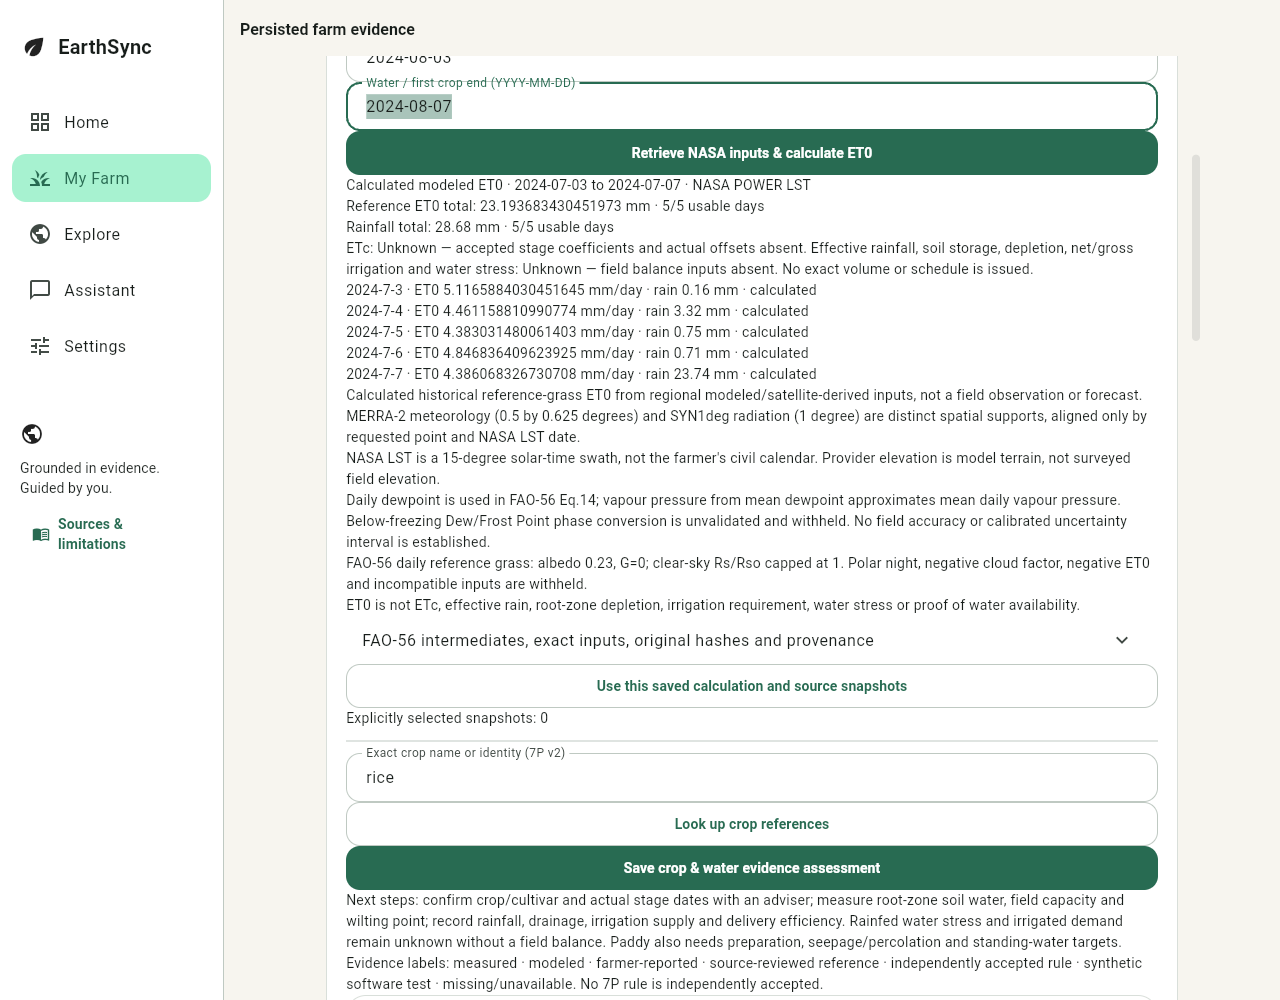 EarthSync
Home
My Farm
Explore
Assistant
Settings
Grounded in evidence.
Guided by you.
Sources &
limitations
Persisted farm evidence
2024-08-03
Water / first crop end (YYYY-MM-DD)
2024-08-07
Retrieve NASA inputs & calculate ET0
Calculated modeled ET0 · 2024-07-03 to 2024-07-07 · NASA POWER LST
Reference ET0 total: 23.193683430451973 mm · 5/5 usable days
Rainfall total: 28.68 mm · 5/5 usable days
ETc: Unknown — accepted stage coefficients and actual offsets absent. Effective rainfall, soil storage, depletion, net/gross
irrigation and water stress: Unknown — field balance inputs absent. No exact volume or schedule is issued.
2024-7-3 · ET0 5.1165884030451645 mm/day · rain 0.16 mm · calculated
2024-7-4 · ET0 4.461158810990774 mm/day · rain 3.32 mm · calculated
2024-7-5 · ET0 4.383031480061403 mm/day · rain 0.75 mm · calculated
2024-7-6 · ET0 4.846836409623925 mm/day · rain 0.71 mm · calculated
2024-7-7 · ET0 4.386068326730708 mm/day · rain 23.74 mm · calculated
Calculated historical reference-grass ET0 from regional modeled/satellite-derived inputs, not a field observation or forecast.
MERRA-2 meteorology (0.5 by 0.625 degrees) and SYN1deg radiation (1 degree) are distinct spatial supports, aligned only by
requested point and NASA LST date.
NASA LST is a 15-degree solar-time swath, not the farmer's civil calendar. Provider elevation is model terrain, not surveyed
field elevation.
Daily dewpoint is used in FAO-56 Eq.14; vapour pressure from mean dewpoint approximates mean daily vapour pressure.
Below-freezing Dew/Frost Point phase conversion is unvalidated and withheld. No field accuracy or calibrated uncertainty
interval is established.
FAO-56 daily reference grass: albedo 0.23, G=0; clear-sky Rs/Rso capped at 1. Polar night, negative cloud factor, negative ET0
and incompatible inputs are withheld.
ET0 is not ETc, effective rain, root-zone depletion, irrigation requirement, water stress or proof of water availability.
FAO-56 intermediates, exact inputs, original hashes and provenance
Use this saved calculation and source snapshots
Explicitly selected snapshots: 0
Exact crop name or identity (7P v2)
rice
Look up crop references
Save crop & water evidence assessment
Next steps: confirm crop/cultivar and actual stage dates with an adviser; measure root-zone soil water, field capacity and
wilting point; record rainfall, drainage, irrigation supply and delivery efficiency. Rainfed water stress and irrigated demand
remain unknown without a field balance. Paddy also needs preparation, seepage/percolation and standing-water targets.
Evidence labels: measured · modeled · farmer-reported · source-reviewed reference · independently accepted rule · synthetic
software test · missing/unavailable. No 7P rule is independently accepted.